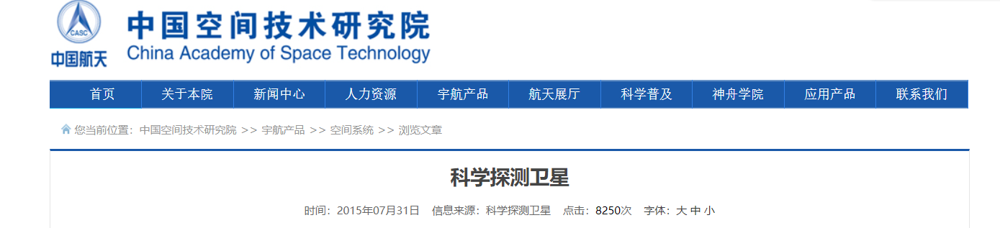 CASC
中国航天
中国空间技术研究院
China Academy of Space Technology
首页 关于本院 新闻中心 人力资源 宇航产品 航天展厅 科学普及 神舟学院 应用产品 联系我们
您当前位置：中国空间技术研究院 >> 宇航产品 >> 空间系统 >> 浏览文章
科学探测卫星
时间：2015年07月31日 信息来源：科学探测卫星 点击：8250次 字体：大 中 小